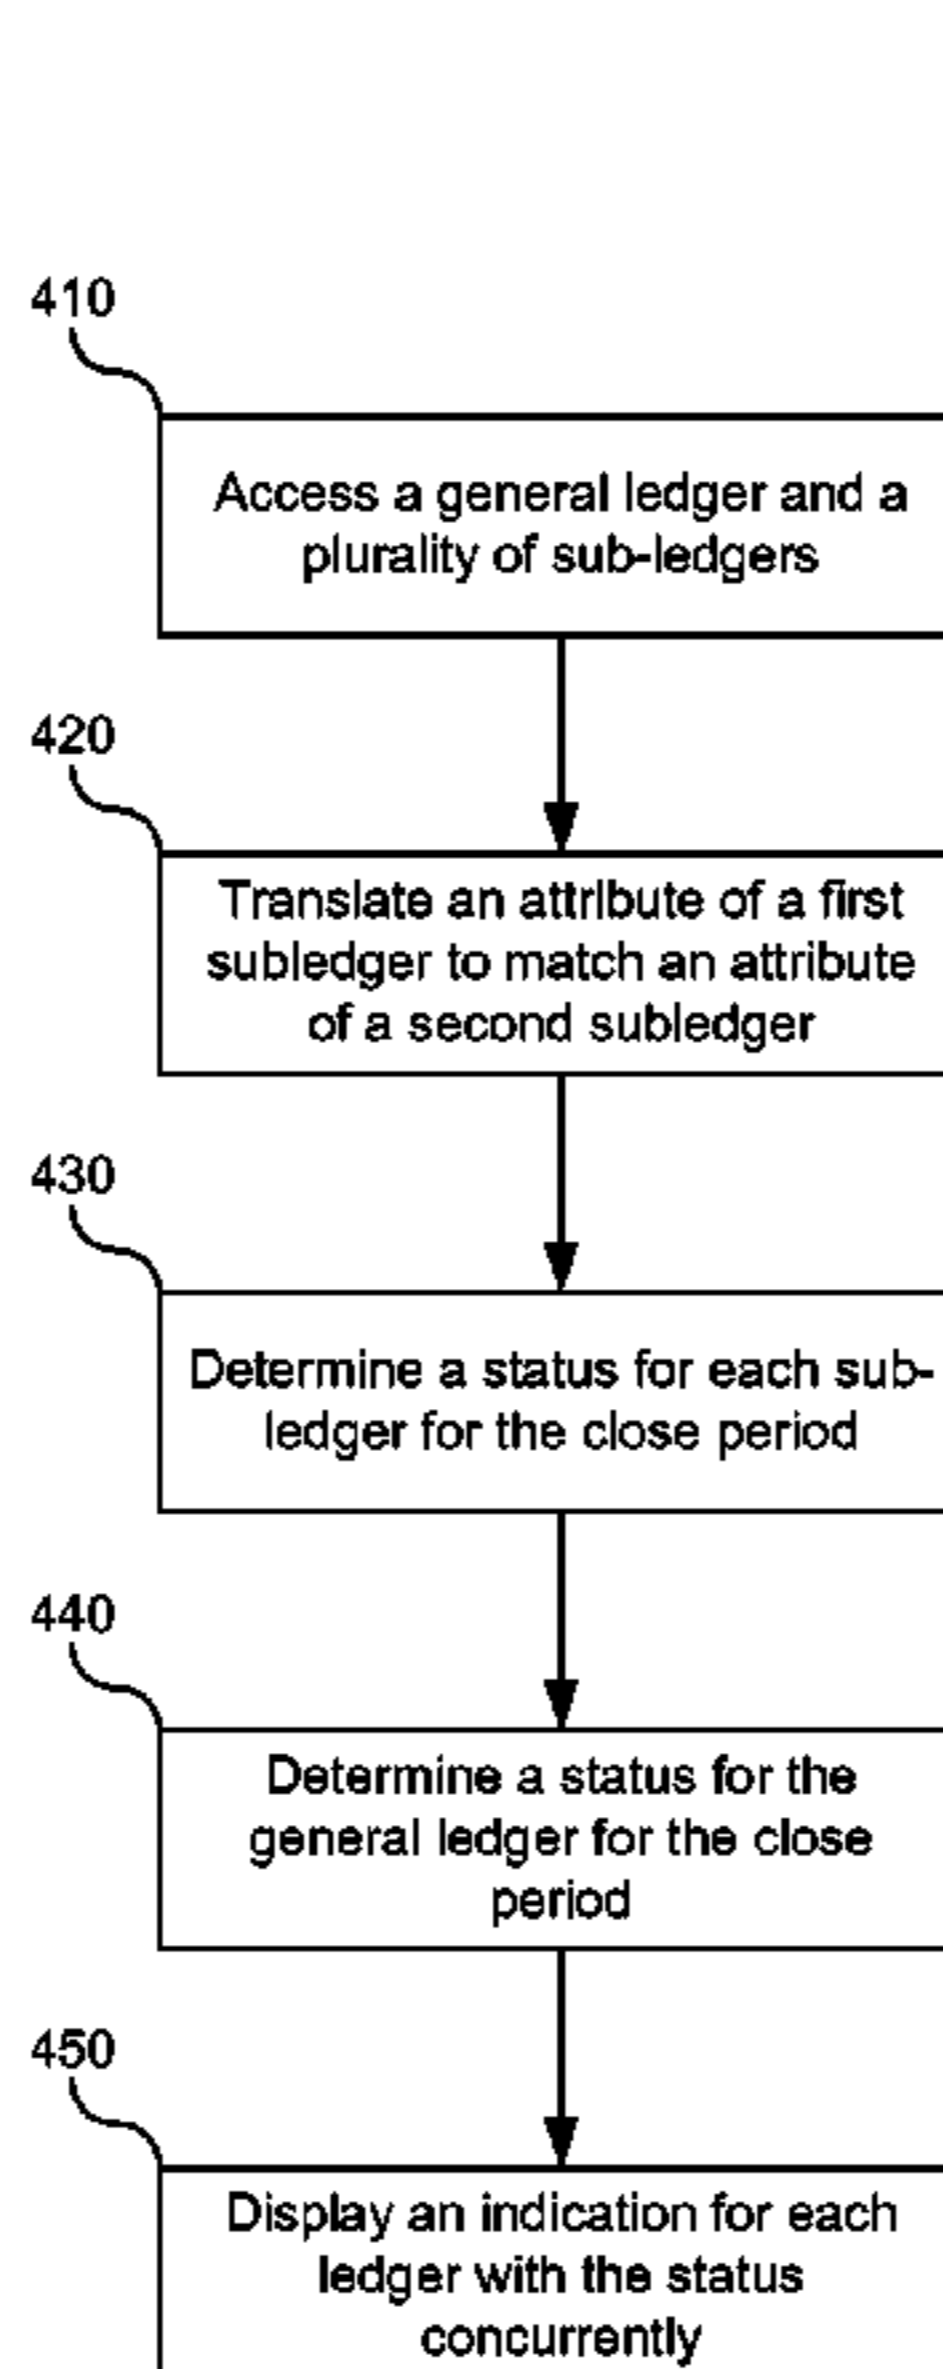 410
Access a general ledger and a
plurality of sub-ledgers
420
Translate an attribute of a first
subledger to match an attribute
of a second subledger
430
Determine a status for each sub-
ledger for the close period
440
Determine a status for the
general ledger for the close
period
450
Display an indication for each
ledger with the status
concurrently